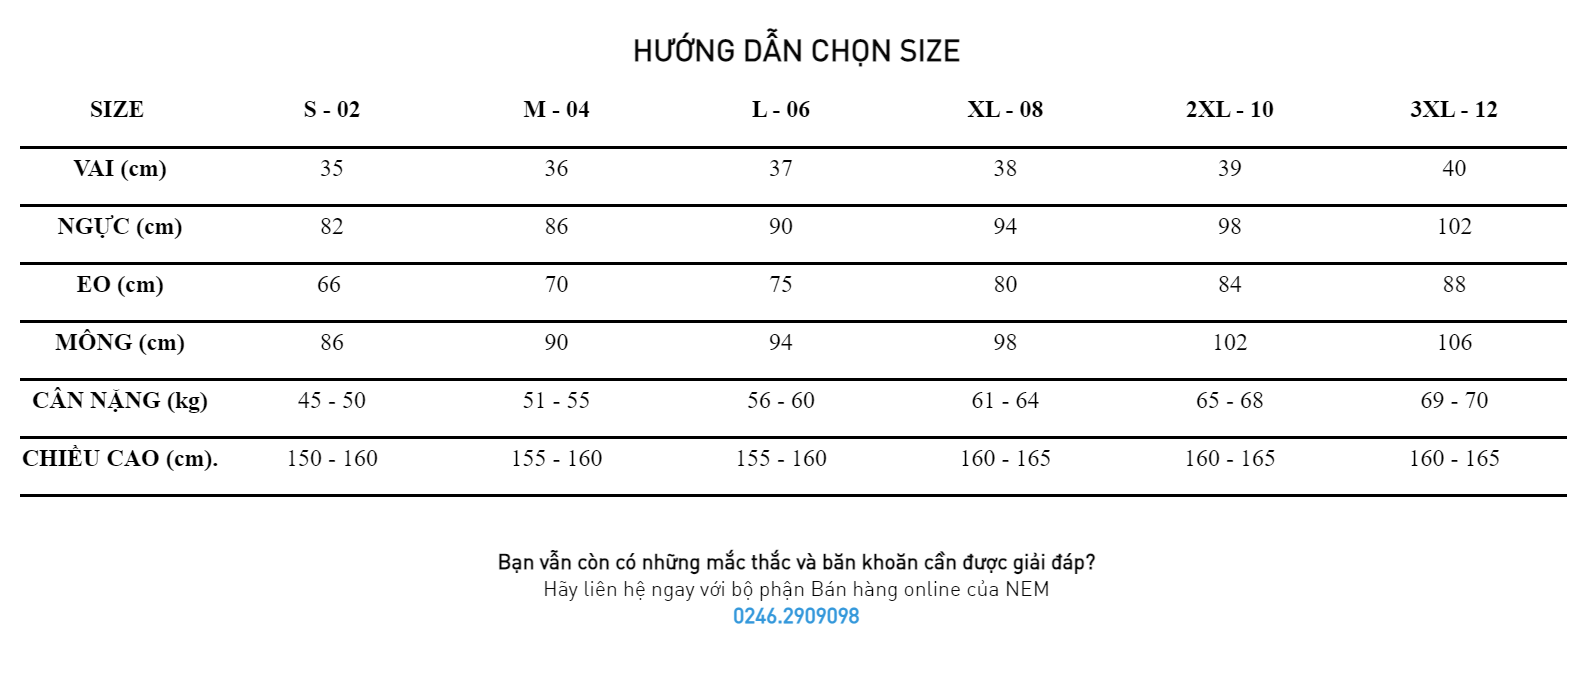 HƯỚNG DẪN CHỌN SIZE
SIZE S - 02 M - 04 L - 06 XL - 08 2XL - 10 3XL - 12
VAI (cm) 35 36 37 38 39 40
NGỰC (cm) 82 86 90 94 98 102
EO (cm) 66 70 75 80 84 88
MÔNG (cm) 86 90 94 98 102 106
CÂN NẶNG (kg) 45 - 50 51 - 55 56 - 60 61 - 64 65 - 68 69 - 70
CHIỀU CAO (cm). 150 - 160 155 - 160 155 - 160 160 - 165 160 - 165 160 - 165
Bạn vẫn còn có những mắc thắc và băn khoăn cần được giải đáp?
Hãy liên hệ ngay với bộ phận Bán hàng online của NEM
0246.2909098